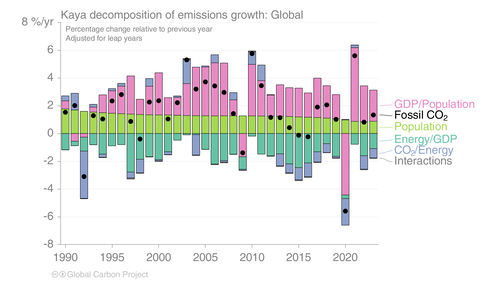 Kaya decomposition of emissions growth: Global
8 %/yr
Percentage change relative to previous year
Adjusted for leap years
6
4
2
0
-2
-4
-6
-8
GDP/Population
Fossil CO₂
Population
Energy/GDP
CO₂/Energy
Interactions
1990 1995 2000 2005 2010 2015 2020
Global Carbon Project